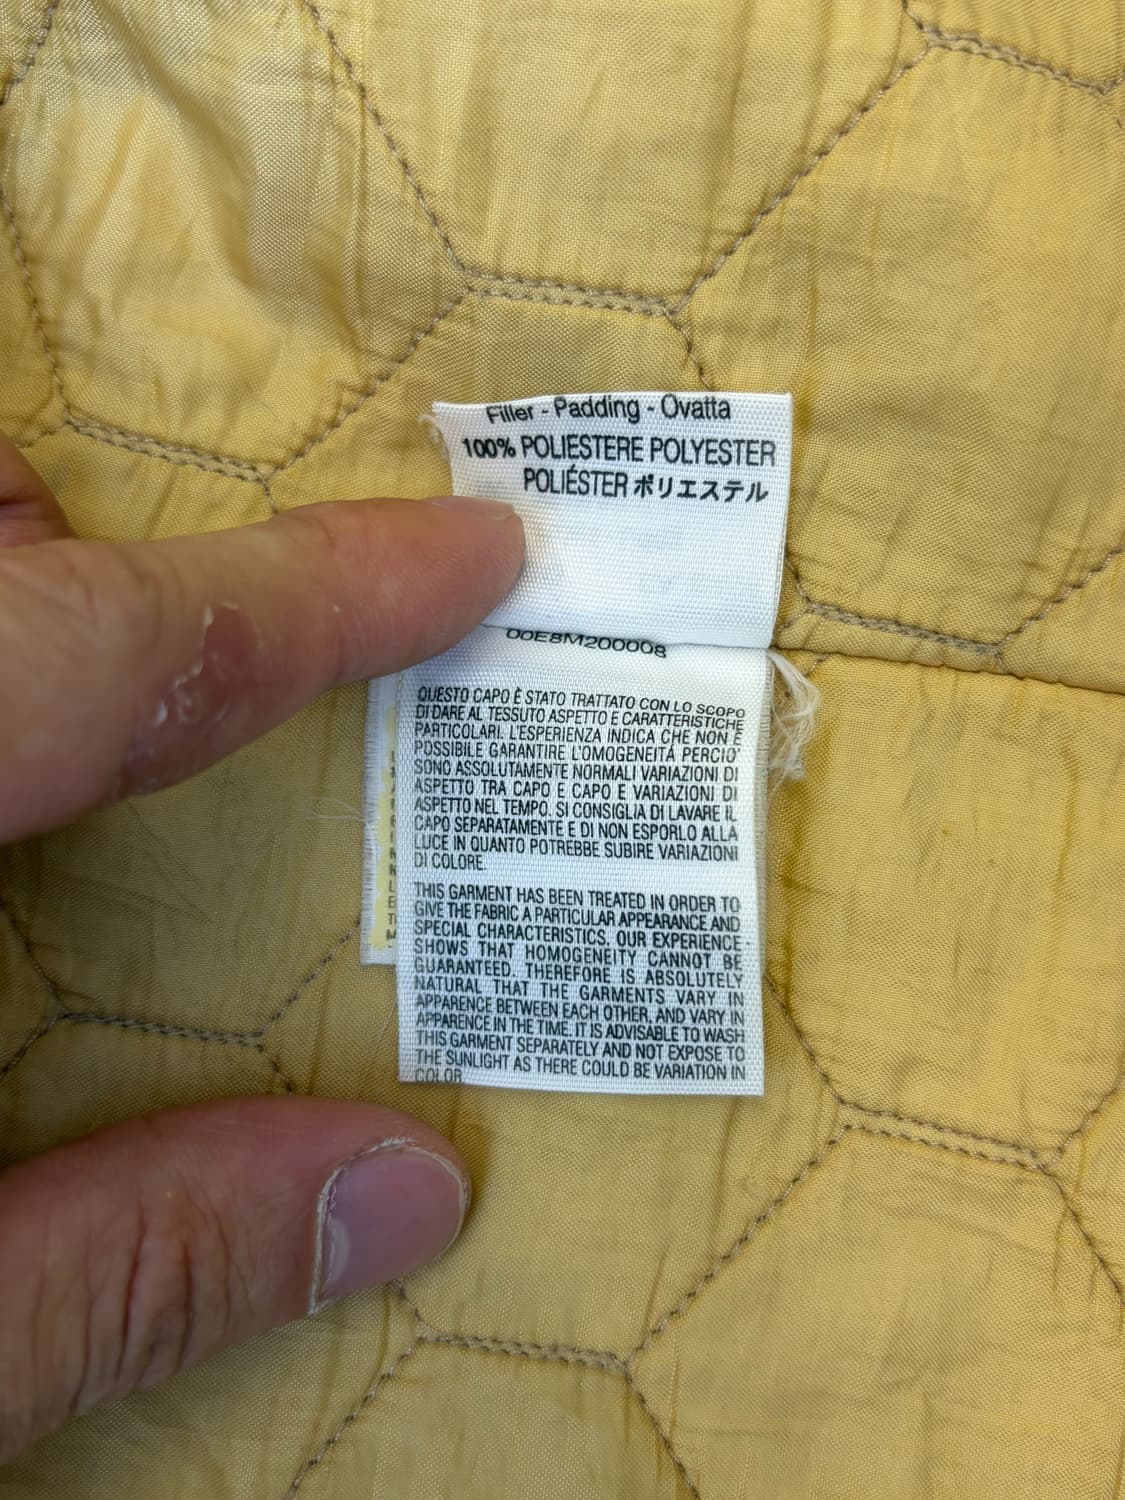 Filler - Padding - Ovatta
100% POLIESTERE POLYESTER
POLIÉSTER ポリエステル
00E8M200008
QUESTO CAPO È STATO TRATTATO CON LO SCOPO
DI DARE AL TESSUTO ASPETTO E CARATTERISTICHE
PARTICOLARI. L'ESPERIENZA INDICA CHE NON È
POSSIBILE GARANTIRE L'OMOGENEITÁ PERCIO'
SONO ASSOLUTAMENTE NORMALI VARIAZIONI DI
ASPETTO TRA CAPO E CAPO E VARIAZIONI DI
ASPETTO NEL TEMPO. SI CONSIGLIA DI LAVARE IL
CAPO SEPARATAMENTE E DI NON ESPORLO ALLA
LUCE IN QUANTO POTREBBE SUBIRE VARIAZIONI
DI COLORE.
THIS GARMENT HAS BEEN TREATED IN ORDER TO
GIVE THE FABRIC A PARTICULAR APPEARANCE AND
SPECIAL CHARACTERISTICS. OUR EXPERIENCE
SHOWS THAT HOMOGENEITY CANNOT BE
GUARANTEED. THEREFORE IS ABSOLUTELY
NATURAL THAT THE GARMENTS VARY IN
APPARENCE BETWEEN EACH OTHER, AND VARY IN
APPARENCE IN THE TIME. IT IS ADVISABLE TO WASH
THIS GARMENT SEPARATELY AND NOT EXPOSE TO
THE SUNLIGHT AS THERE COULD BE VARIATION IN
COLOR